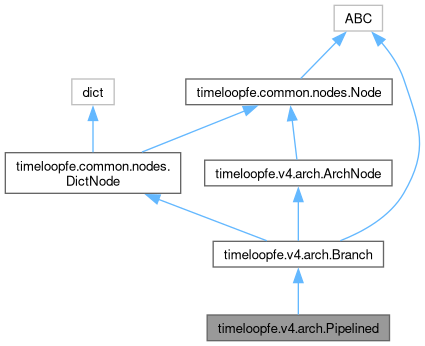 ABC
dict
timeloopfe.common.nodes.Node
timeloopfe.common.nodes.
DictNode
timeloopfe.v4.arch.ArchNode
timeloopfe.v4.arch.Branch
timeloopfe.v4.arch.Pipelined